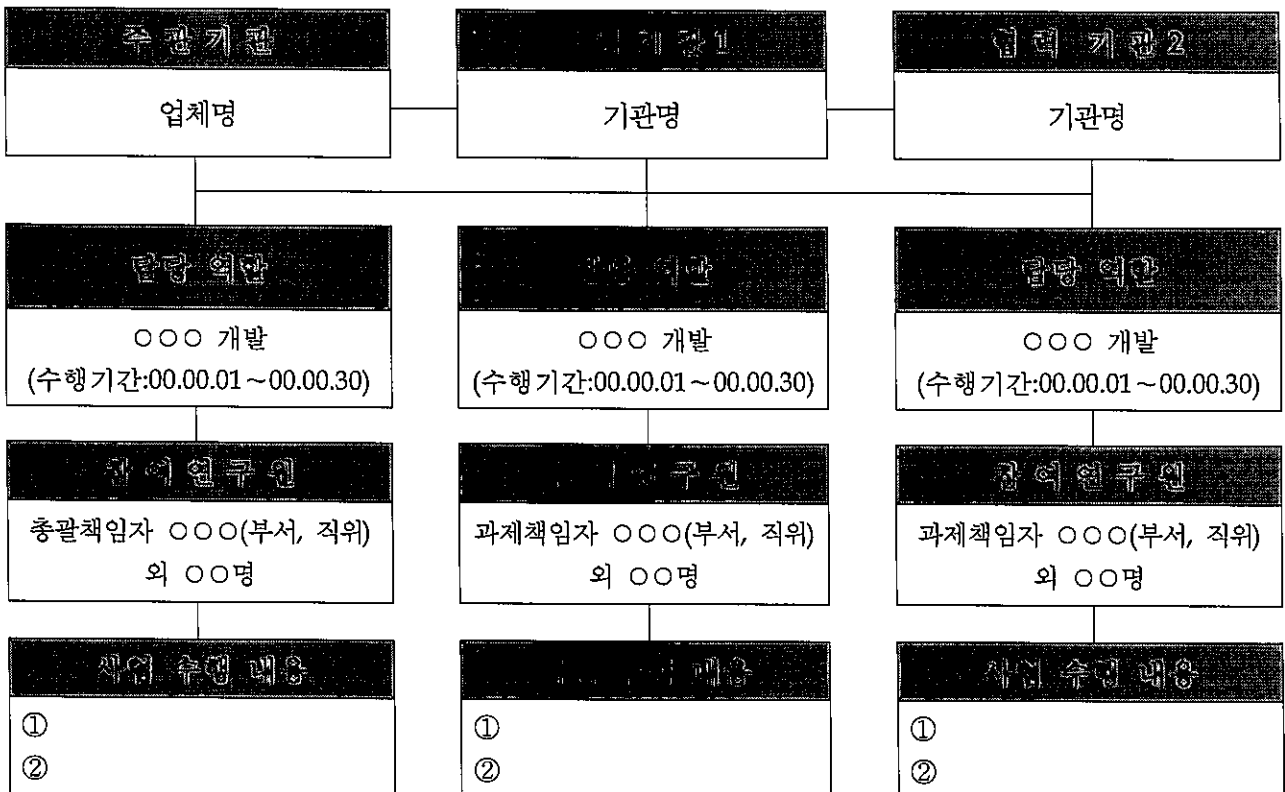 주관기관
업체명
기관명
협력 기관2
기관명
담당 역할
○○○ 개발
(수행기간:00.00.01～00.00.30)
담당 역할
○○○ 개발
(수행기간:00.00.01～00.00.30)
담당 역할
○○○ 개발
(수행기간:00.00.01～00.00.30)
참여연구원
총괄책임자 ○○○(부서, 직위)
외 ○○명
과제책임자 ○○○(부서, 직위)
외 ○○명
참여연구원
과제책임자 ○○○(부서, 직위)
외 ○○명
사업 수행 내용
①
②
내용
①
②
사업 수행 내용
①
②